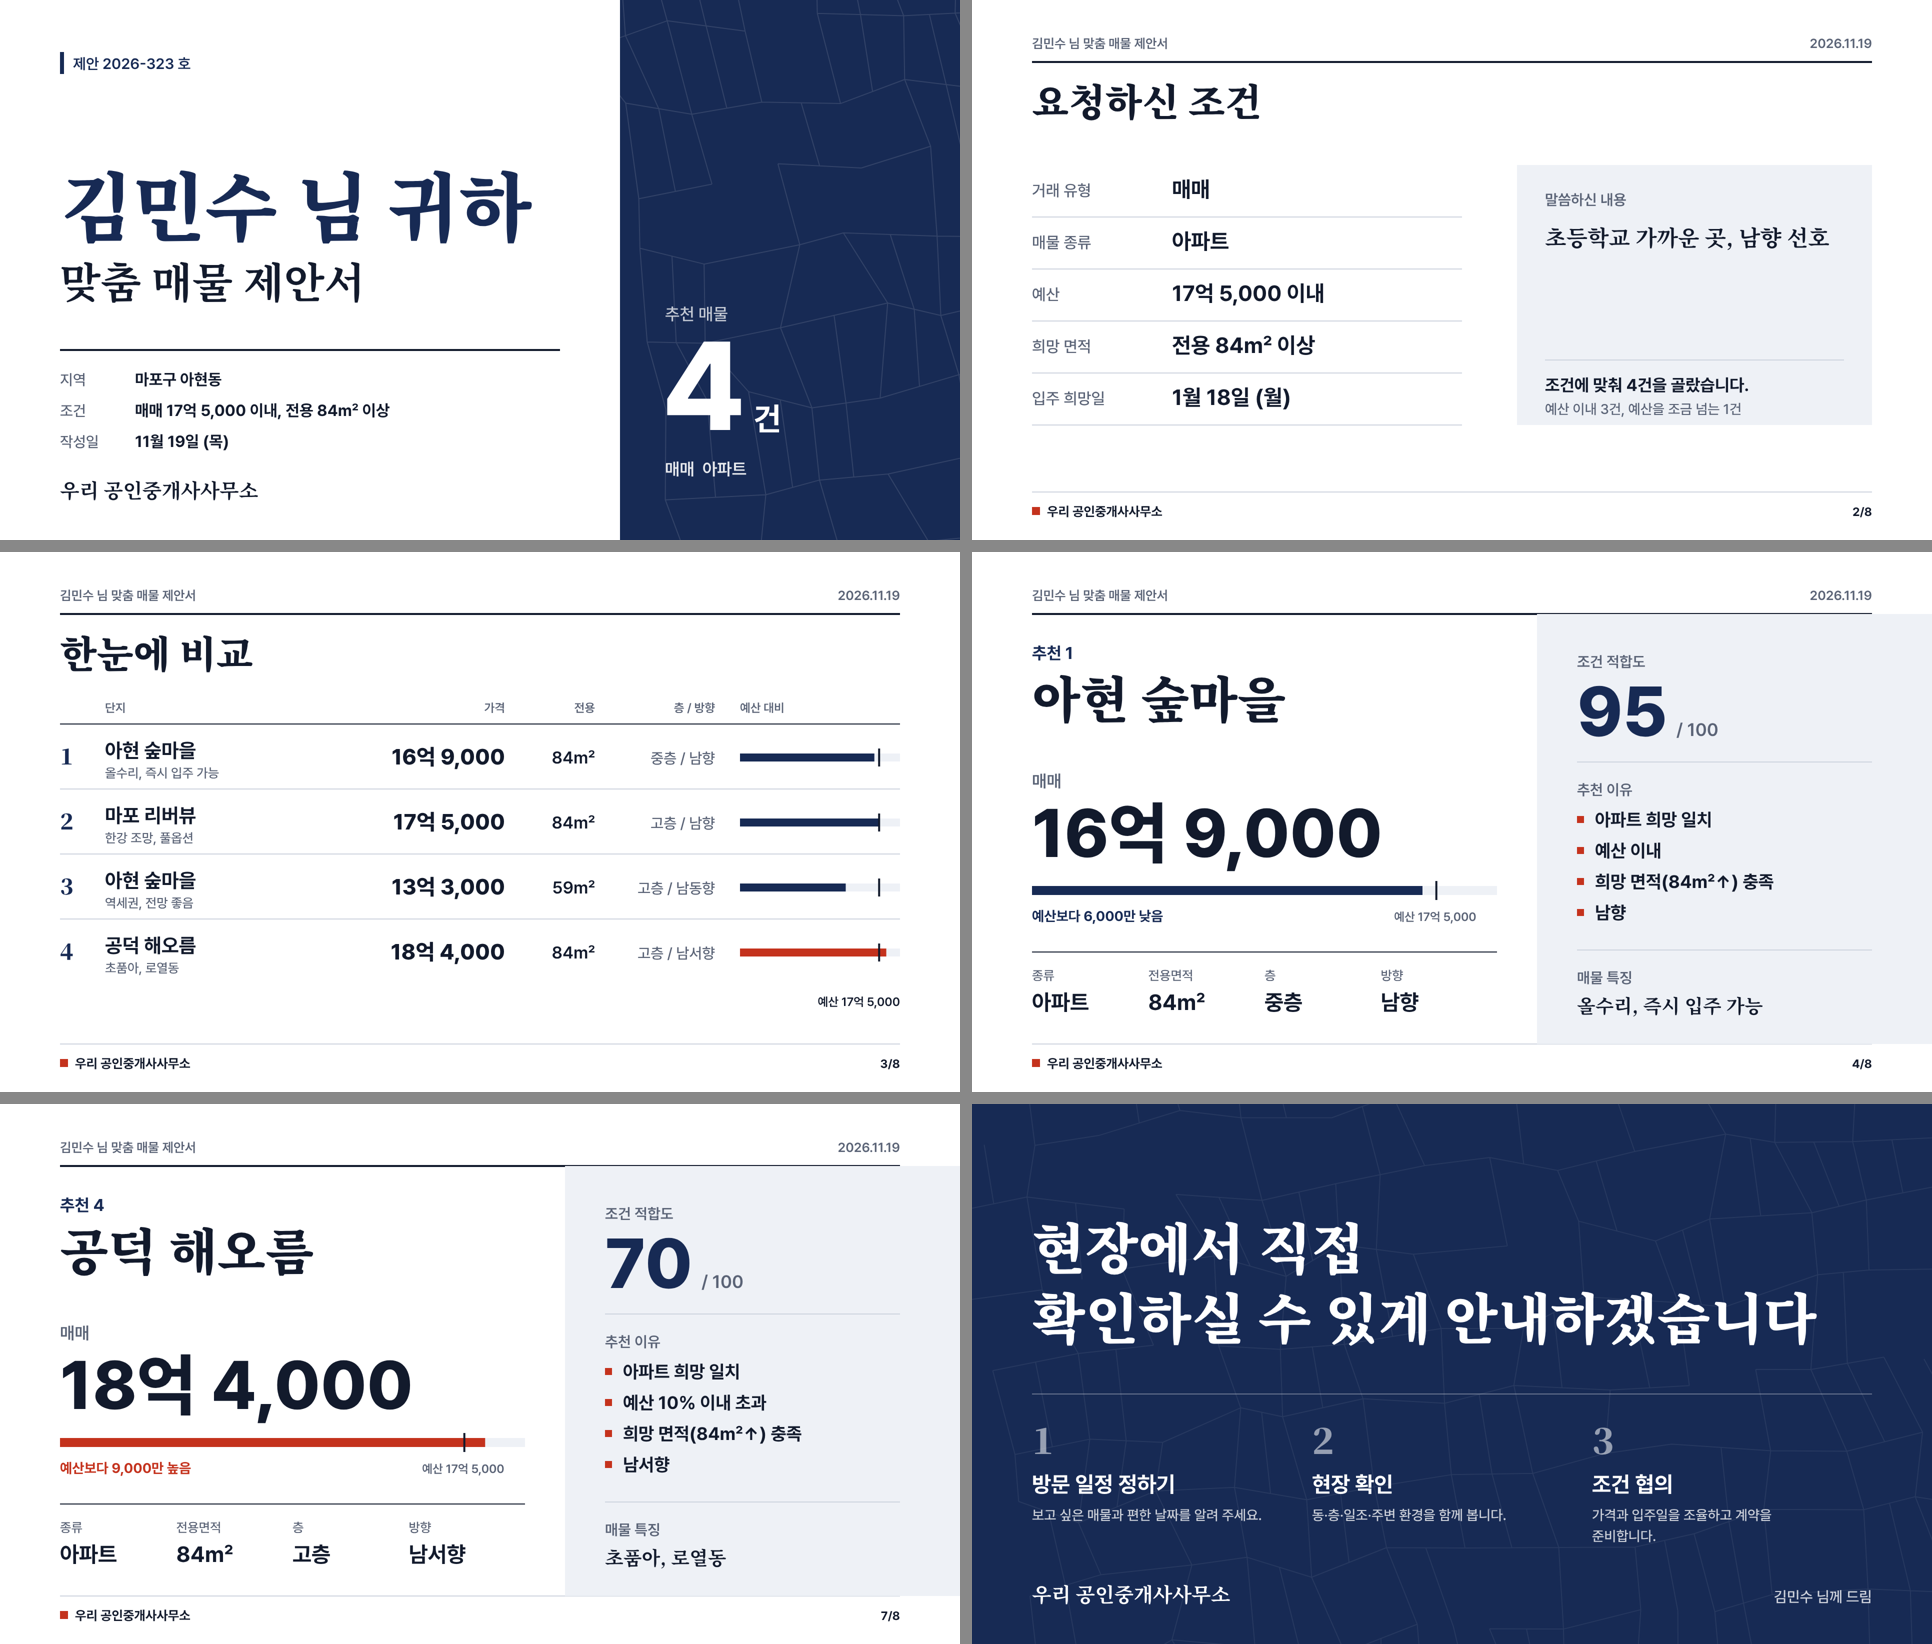 제안 2026-323 호
김민수 님 귀하
맞춤 매물 제안서
지역 마포구 아현동
조건 매매 17억 5,000 이내, 전용 84m² 이상
작성일 11월 19일 (목)
우리 공인중개사사무소
추천 매물
4 건
매매 아파트
김민수 님 맞춤 매물 제안서 2026.11.19
요청하신 조건
거래 유형 매매
매물 종류 아파트
예산 17억 5,000 이내
희망 면적 전용 84m² 이상
입주 희망일 1월 18일 (월)
말씀하신 내용
초등학교 가까운 곳, 남향 선호
조건에 맞춰 4건을 골랐습니다.
예산 이내 3건, 예산을 조금 넘는 1건
우리 공인중개사사무소 2/8
김민수 님 맞춤 매물 제안서 2026.11.19
한눈에 비교
단지 가격 전용 층 / 방향 예산 대비
1 아현 숲마을 16억 9,000 84m² 중층 / 남향
올수리, 즉시 입주 가능
2 마포 리버뷰 17억 5,000 84m² 고층 / 남향
한강 조망, 풀옵션
3 아현 숲마을 13억 3,000 59m² 고층 / 남동향
역세권, 전망 좋음
4 공덕 해오름 18억 4,000 84m² 고층 / 남서향
초품아, 로열동
예산 17억 5,000
우리 공인중개사사무소 3/8
김민수 님 맞춤 매물 제안서 2026.11.19
추천 1
아현 숲마을
매매
16억 9,000
예산보다 6,000만 낮음 예산 17억 5,000
종류 전용면적 층 방향
아파트 84m² 중층 남향
조건 적합도
95 / 100
추천 이유
아파트 희망 일치
예산 이내
희망 면적(84m²↑) 충족
남향
매물 특징
올수리, 즉시 입주 가능
우리 공인중개사사무소 4/8
김민수 님 맞춤 매물 제안서 2026.11.19
추천 4
공덕 해오름
매매
18억 4,000
예산보다 9,000만 높음 예산 17억 5,000
종류 전용면적 층 방향
아파트 84m² 고층 남서향
조건 적합도
70 / 100
추천 이유
아파트 희망 일치
예산 10% 이내 초과
희망 면적(84m²↑) 충족
남서향
매물 특징
초품아, 로열동
우리 공인중개사사무소 7/8
현장에서 직접
확인하실 수 있게 안내하겠습니다
1
방문 일정 정하기
보고 싶은 매물과 편한 날짜를 알려 주세요.
2
현장 확인
동·층·일조·주변 환경을 함께 봅니다.
3
조건 협의
가격과 입주일을 조율하고 계약을
준비합니다.
우리 공인중개사사무소 김민수 님께 드림